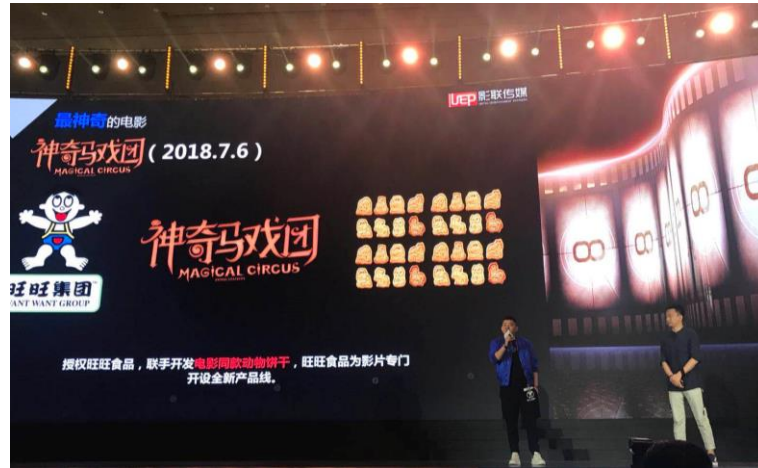 UEP 影联传媒
最神奇的电影
神奇马戏团 ( 2018.7.6 )
MAGICAL CIRCUS
神奇马戏团
MAGICAL CIRCUS
旺旺集团
WANT WANT GROUP
授权旺旺食品，联手开发电影同款动物饼干，旺旺食品为影片专门
开设全新产品线。